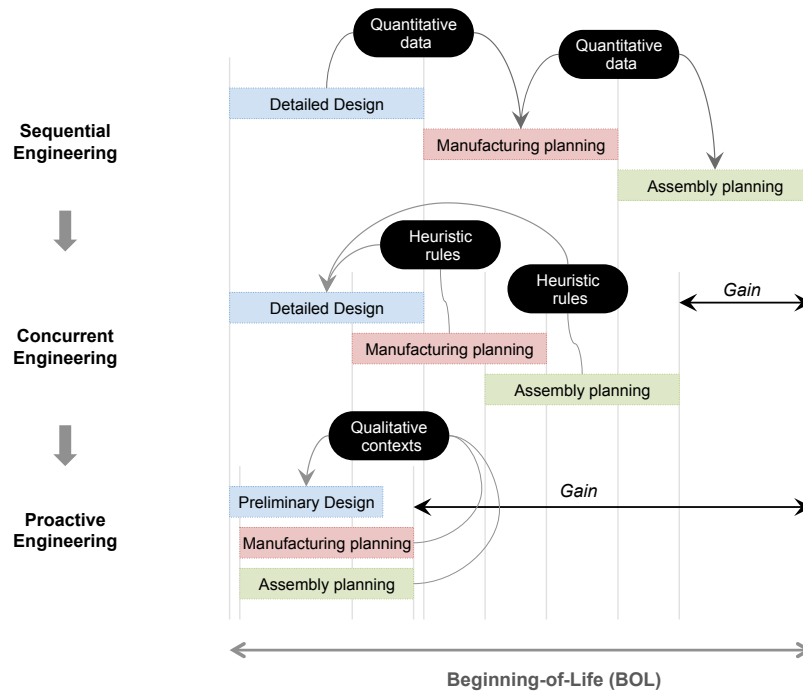 Quantitative
data
Quantitative
data
Detailed Design
Sequential
Engineering
Manufacturing planning
Assembly planning
Heuristic
rules
Heuristic
rules
Gain
Detailed Design
Concurrent
Engineering
Manufacturing planning
Assembly planning
Qualitative
contexts
Gain
Preliminary Design
Proactive
Engineering
Manufacturing planning
Assembly planning
Beginning-of-Life (BOL)